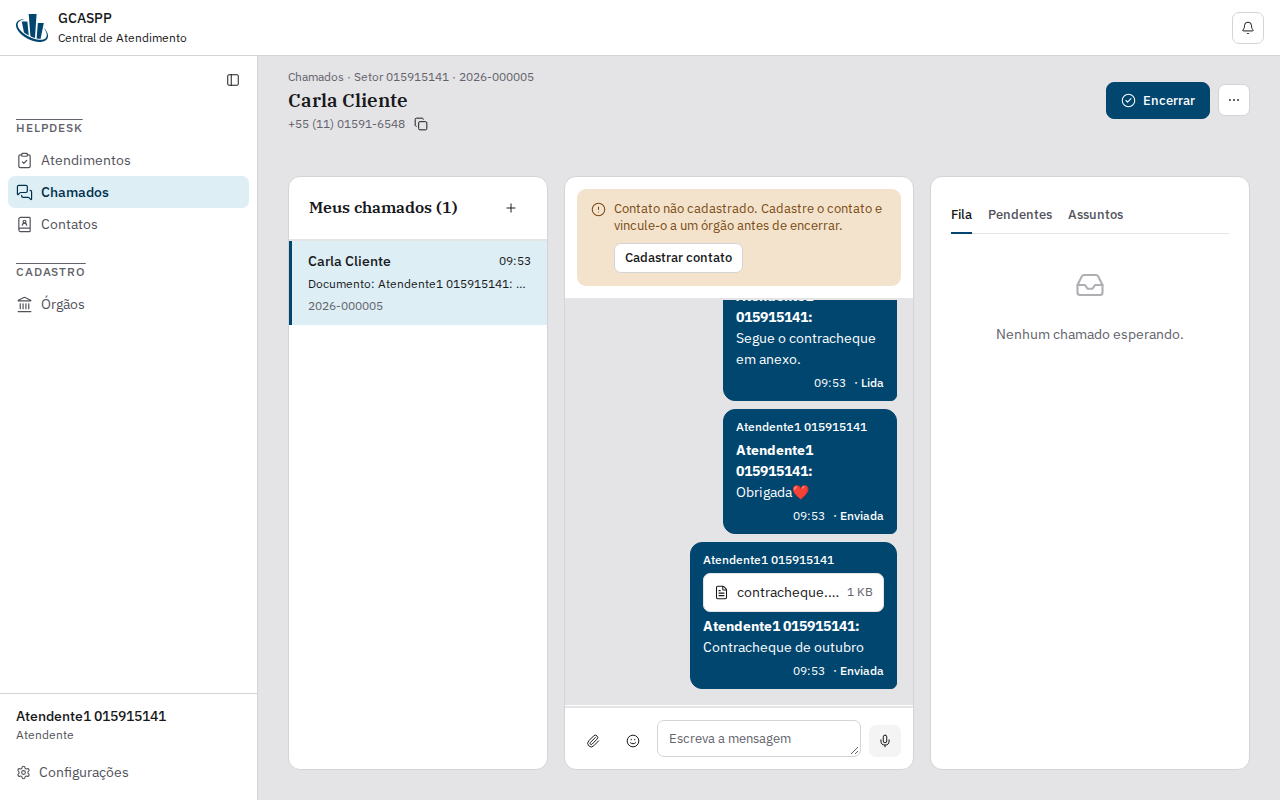 GCASPP
Central de Atendimento
HELPDESK
Atendimentos
Chamados
Contatos
CADASTRO
Órgãos
Atendente1 015915141
Atendente
Configurações
Chamados · Setor 015915141 · 2026-000005
Carla Cliente
+55 (11) 01591-6548
Encerrar
Meus chamados (1)
Carla Cliente 09:53
Documento: Atendente1 015915141: ...
2026-000005
Contato não cadastrado. Cadastre o contato e
vincule-o a um órgão antes de encerrar.
Cadastrar contato
Atendente1
015915141:
Segue o contracheque
em anexo.
09:53 · Lida
Atendente1 015915141
Atendente1
015915141:
Obrigada❤️
09:53 · Enviada
Atendente1 015915141
contracheque.... 1 KB
Atendente1 015915141:
Contracheque de outubro
09:53 · Enviada
Escreva a mensagem
Fila Pendentes Assuntos
Nenhum chamado esperando.